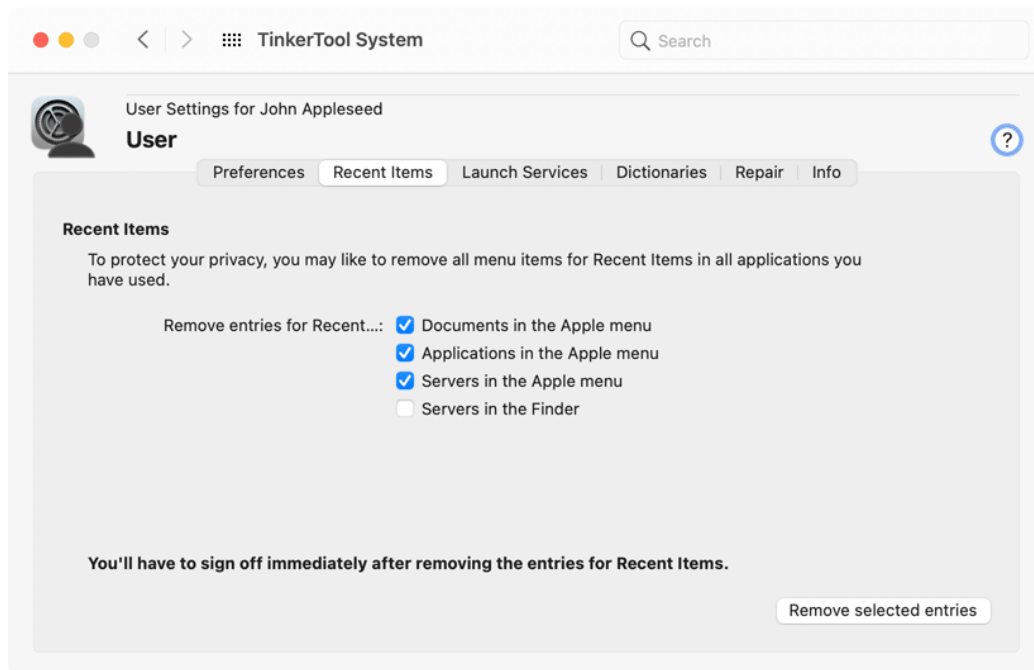 TinkerTool System
Search
User Settings for John Appleseed
User
?
Preferences Recent Items Launch Services Dictionaries Repair Info
Recent Items
To protect your privacy, you may like to remove all menu items for Recent Items in all applications you
have used.
Remove entries for Recent...: Documents in the Apple menu
Applications in the Apple menu
Servers in the Apple menu
Servers in the Finder
You'll have to sign off immediately after removing the entries for Recent Items.
Remove selected entries